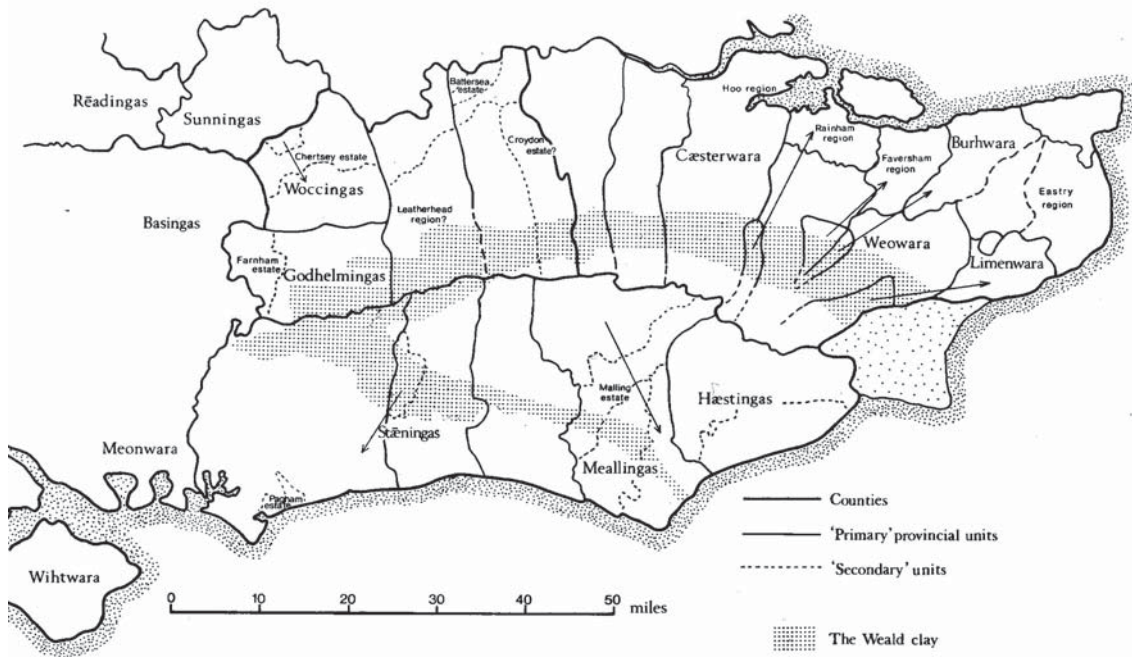 Rēadingas
Sunningas
Battersea
estate
Hoo region
Chertsey estate
Woccingas
Croydon
estate?
Cæsterwara
Rainham
region
Faversham
region
Burhwara
Eastry
region
Basingas
Leatherhead
region?
Weowara
Limenwara
Farnham
estate
Godhelmingas
Malling
estate
Hæstingas
Stæningas
Meonwara
Meallingas
Pagham
estate
Wihtwara
Counties
'Primary' provincial units
'Secondary' units
0 10 20 30 40 50 miles
The Weald clay